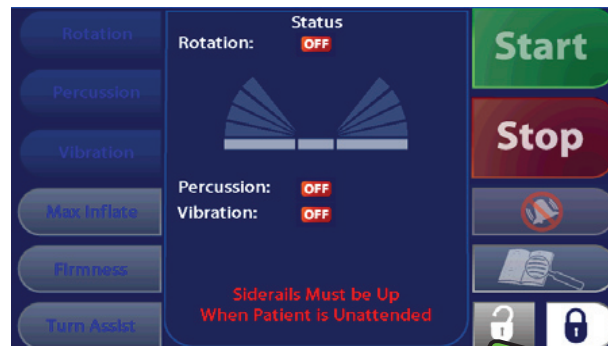 Rotation
Percussion
Vibration
Max Inflate
Firmness
Turn Assist
Status
Rotation: OFF
Percussion: OFF
Vibration: OFF
Siderails Must be Up
When Patient is Unattended
Start
Stop